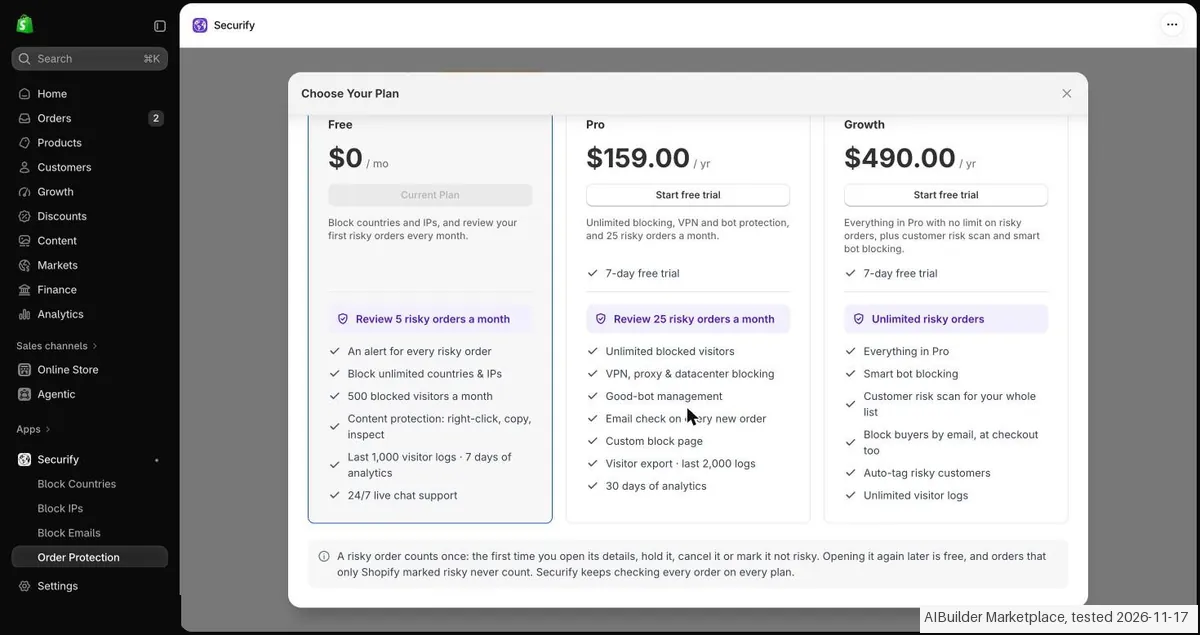 Search ⌘K
Home
Orders 2
Products
Customers
Growth
Discounts
Content
Markets
Finance
Analytics
Sales channels
Online Store
Agentic
Apps
Securify
Block Countries
Block IPs
Block Emails
Order Protection
Settings
Securify
Choose Your Plan
Free
$0 / mo
Current Plan
Block countries and IPs, and review your
first risky orders every month.
Review 5 risky orders a month
An alert for every risky order
Block unlimited countries & IPs
500 blocked visitors a month
Content protection: right-click, copy,
inspect
Last 1,000 visitor logs · 7 days of
analytics
24/7 live chat support
Pro
$159.00 / yr
Start free trial
Unlimited blocking, VPN and bot protection,
and 25 risky orders a month.
7-day free trial
Review 25 risky orders a month
Unlimited blocked visitors
VPN, proxy & datacenter blocking
Good-bot management
Email check on every new order
Custom block page
Visitor export · last 2,000 logs
30 days of analytics
Growth
$490.00 / yr
Start free trial
Everything in Pro with no limit on risky
orders, plus customer risk scan and smart
bot blocking.
7-day free trial
Unlimited risky orders
Everything in Pro
Smart bot blocking
Customer risk scan for your whole
list
Block buyers by email, at checkout
too
Auto-tag risky customers
Unlimited visitor logs
A risky order counts once: the first time you open its details, hold it, cancel it or mark it not risky. Opening it again later is free, and orders that
only Shopify marked risky never count. Securify keeps checking every order on every plan.
AIBuilder Marketplace, tested 2026-11-17